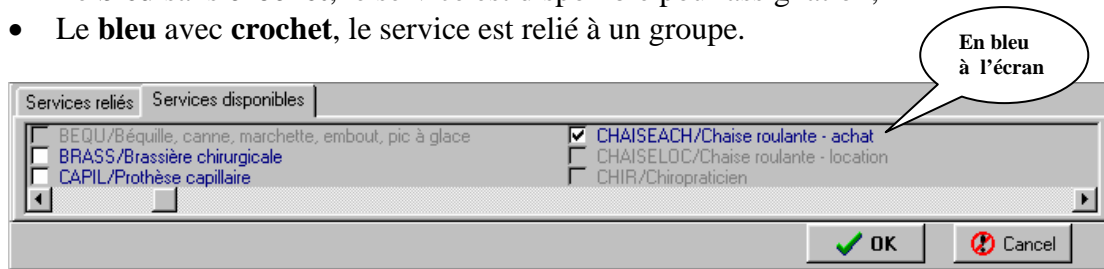 • Le bleu avec crochet, le service est relié à un groupe.
En bleu
à l'écran
Services reliés Services disponibles
BEQU/Béquille, canne, marchette, embout, pic à glace
BRASS/Brassière chirurgicale
CAPIL/Prothèse capillaire
CHAISEACH/Chaise roulante - achat
CHAISELOC/Chaise roulante - location
CHIR/Chiropraticien
OK Cancel